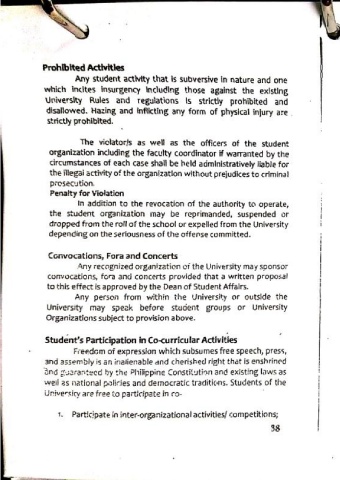 Prohibited Activities
Any student activity that is subversive in nature and one
which incites insurgency including those against the existing
University Rules and regulations is strictly prohibited and
disallowed. Hazing and inflicting any form of physical injury are
strictly prohibited.
The violator/s as well as the officers of the student
organization including the faculty coordinator if warranted by the
circumstances of each case shall be held administratively liable for
the illegal activity of the organization without prejudices to criminal
prosecution.
Penalty for Violation
In addition to the revocation of the authority to operate,
the student organization may be reprimanded, suspended or
dropped from the roll of the school or expelled from the University
depending on the seriousness of the offense committed.
Convocations, Fora and Concerts
Any recognized organization of the University may sponsor
convocations, fora and concerts provided that a written proposal
to this effect is approved by the Dean of Student Affairs.
Any person from within the University or outside the
University may speak before student groups or University
Organizations subject to provision above.
Student's Participation in Co-curricular Activities
Freedom of expression which subsumes free speech, press,
and assembly is an inalienable and cherished right that is enshrined
and guaranteed by the Philippine Constitution and existing laws as
well as national policies and democratic traditions. Students of the
University are free to participate in co-
1. Participate in inter-organizational activities/ competitions;
38